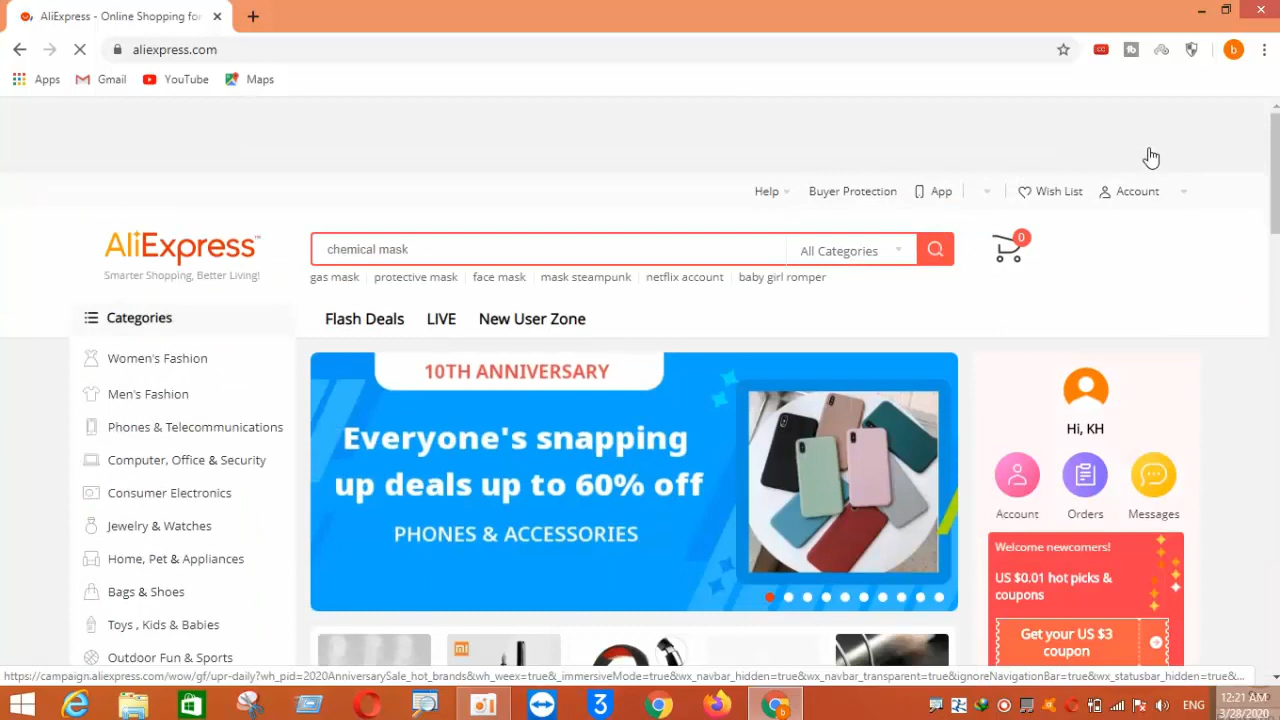 AliExpress - Online Shopping for
aliexpress.com
b
Apps Gmail YouTube Maps
Help Buyer Protection App Wish List Account
AliExpress
Smarter Shopping, Better Living!
chemical mask All Categories
0
gas mask protective mask face mask mask steampunk netflix account baby girl romper
Categories
Flash Deals LIVE New User Zone
Women's Fashion
Men's Fashion
Phones & Telecommunications
Computer, Office & Security
Consumer Electronics
Jewelry & Watches
Home, Pet & Appliances
Bags & Shoes
Toys , Kids & Babies
Outdoor Fun & Sports
10TH ANNIVERSARY
Everyone's snapping
up deals up to 60% off
PHONES & ACCESSORIES
Hi, KH
Account Orders Messages
Welcome newcomers!
US $0.01 hot picks &
coupons
Get your US $3
coupon
https://campaign.aliexpress.com/wow/gf/upr-daily?wh_pid=2020AnniversarySale_hot_brands&wh_weex=true&_immersiveMode=true&wx_navbar_hidden=true&wx_navbar_transparent=true&ignoreNavigationBar=true&wx_statusbar_hidden=true&...
ENG
12:21 AM
3/28/2020